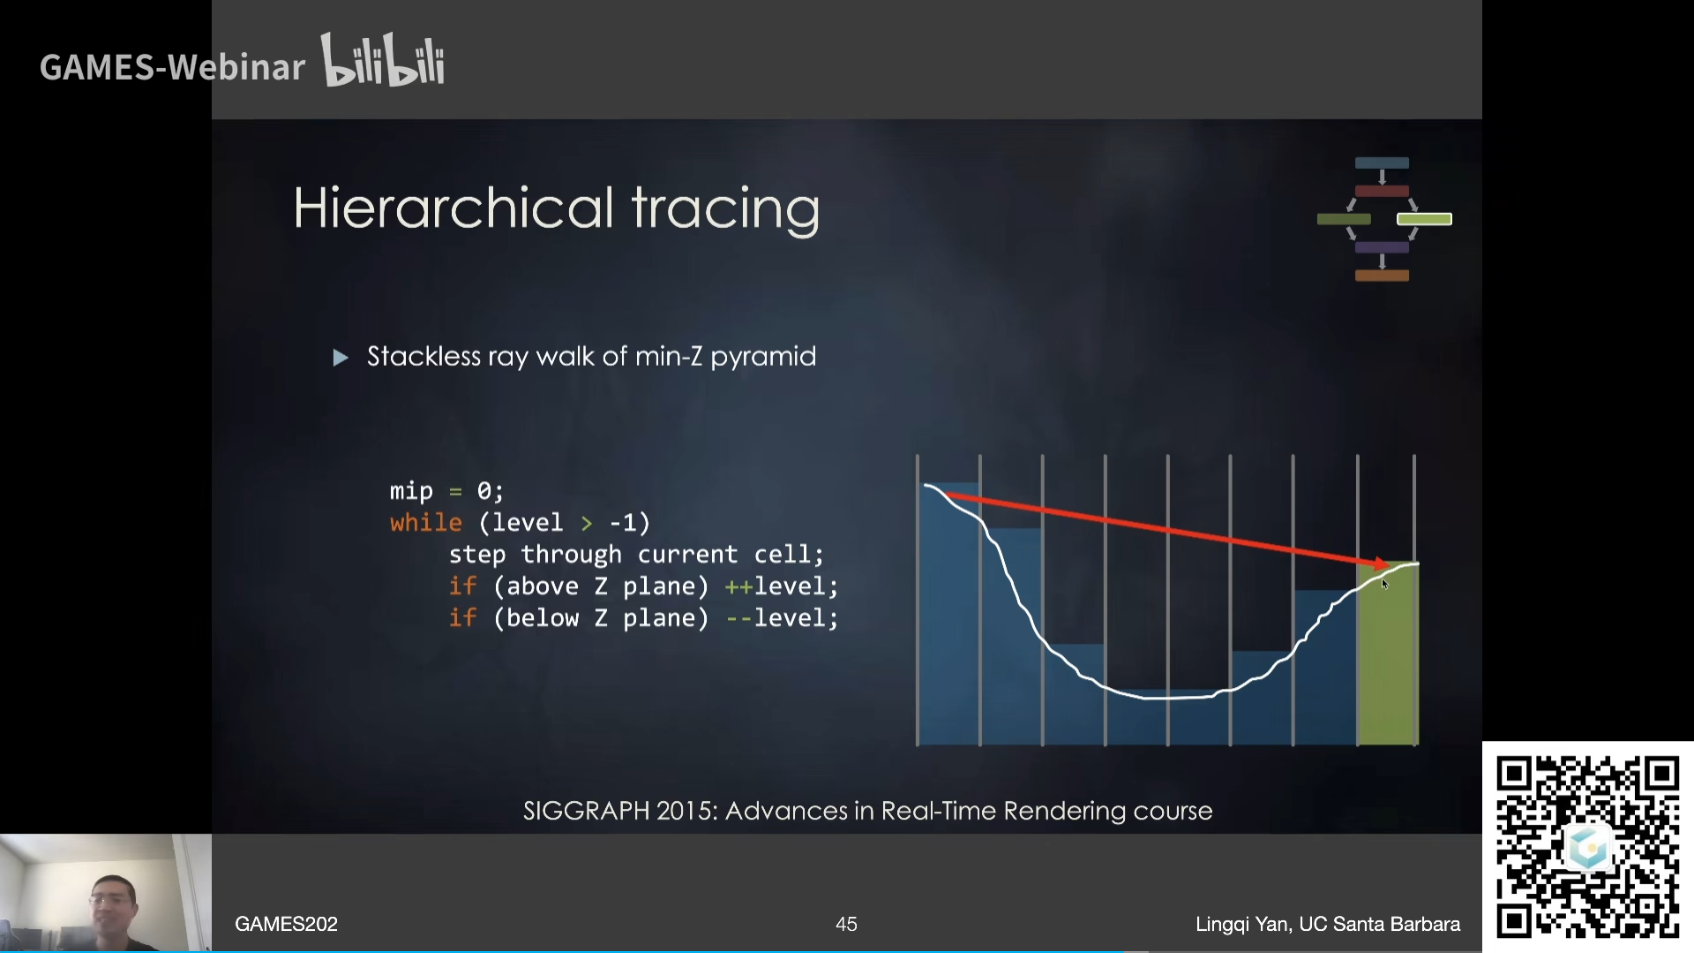 GAMES-Webinar bilibili
Hierarchical tracing
Stackless ray walk of min-Z pyramid
mip = 0;
while (level > -1)
step through current cell;
if (above Z plane) ++level;
if (below Z plane) --level;
SIGGRAPH 2015: Advances in Real-Time Rendering course
GAMES202
45
Lingqi Yan, UC Santa Barbara